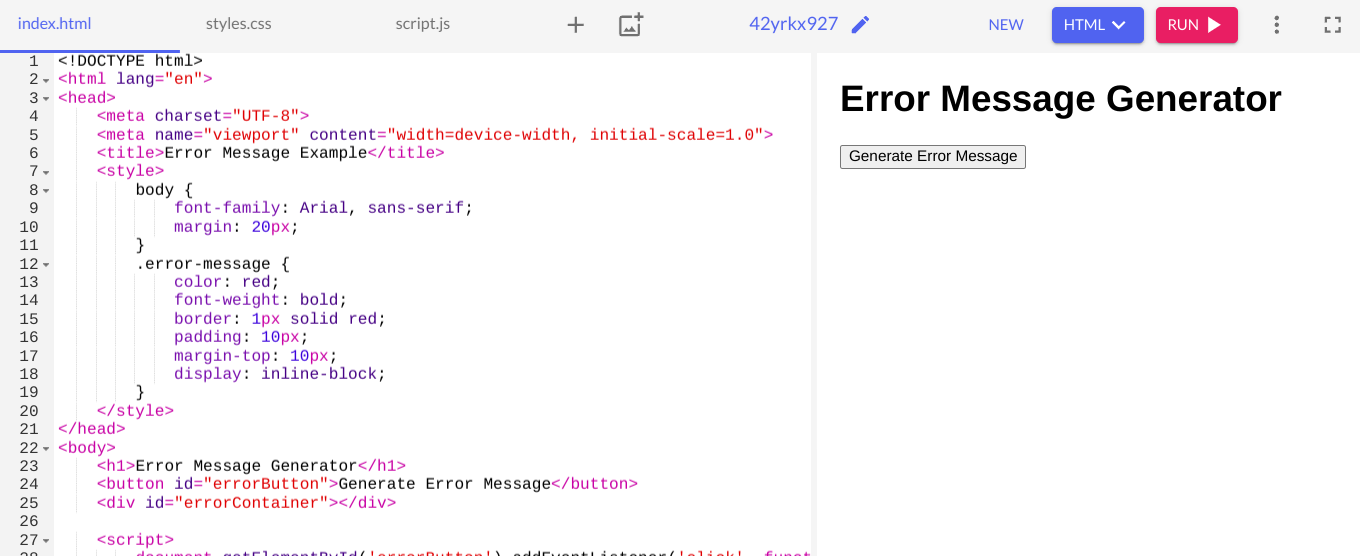 index.html styles.css script.js 42yrkx927 NEW HTML RUN
1 <!DOCTYPE html>
2 <html lang="en">
3 <head>
4     <meta charset="UTF-8">
5     <meta name="viewport" content="width=device-width, initial-scale=1.0">
6     <title>Error Message Example</title>
7     <style>
8         body {
9             font-family: Arial, sans-serif;
10             margin: 20px;
11         }
12         .error-message {
13             color: red;
14             font-weight: bold;
15             border: 1px solid red;
16             padding: 10px;
17             margin-top: 10px;
18             display: inline-block;
19         }
20     </style>
21 </head>
22 <body>
23     <h1>Error Message Generator</h1>
24     <button id="errorButton">Generate Error Message</button>
25     <div id="errorContainer"></div>
26
27     <script>
28         document.getElementById('errorButton').addEventListener('click', funct
Error Message Generator
Generate Error Message